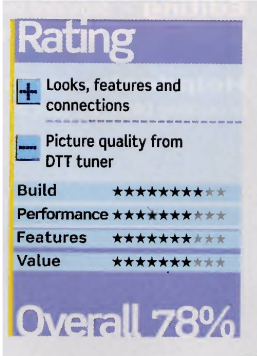 Rating
+ Looks, features and
connections
− Picture quality from
DTT tuner
Build ★★★★★★★★★★
Performance ★★★★★★★★★★
Features ★★★★★★★★★★
Value ★★★★★★★★★★
Overall 78%